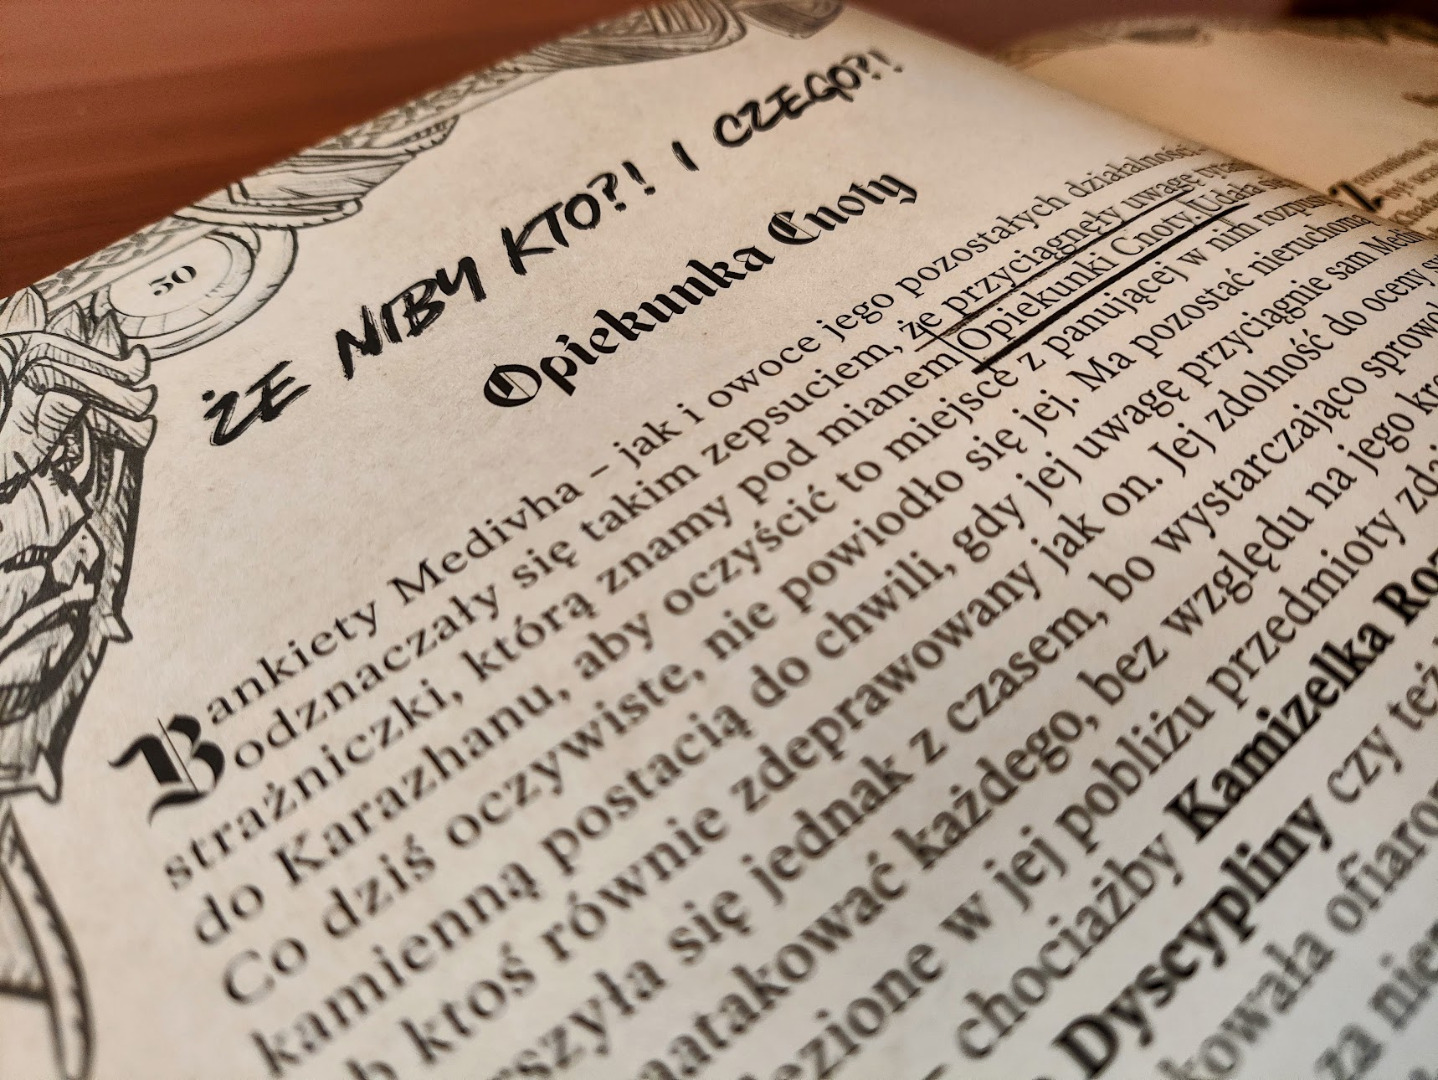 50
ŻE NIBY KTO?! I CZEGO?!
Opiekunka Cnoty
Bankiety Medivha – jak i owoce jego pozostałych działalności
odznaczały się takim zepsuciem, że przyciągnęły uwagę
strażniczki, którą znamy pod mianem Opiekunki Cnoty. Udała
do Karazhanu, aby oczyścić to miejsce z panującej w nim
Co dziś oczywiste, nie powiodło się jej. Ma pozostać
kamienną postacią do chwili, gdy jej uwagę przyciągnie sam
ktoś równie zdeprawowany jak on. Jej zdolność do oceny
się jednak z czasem, bo wystarczająco
każdego, bez względu na jego
w jej pobliżu przedmioty
– chociażby Kamizelka
Dyscypliny czy też
za